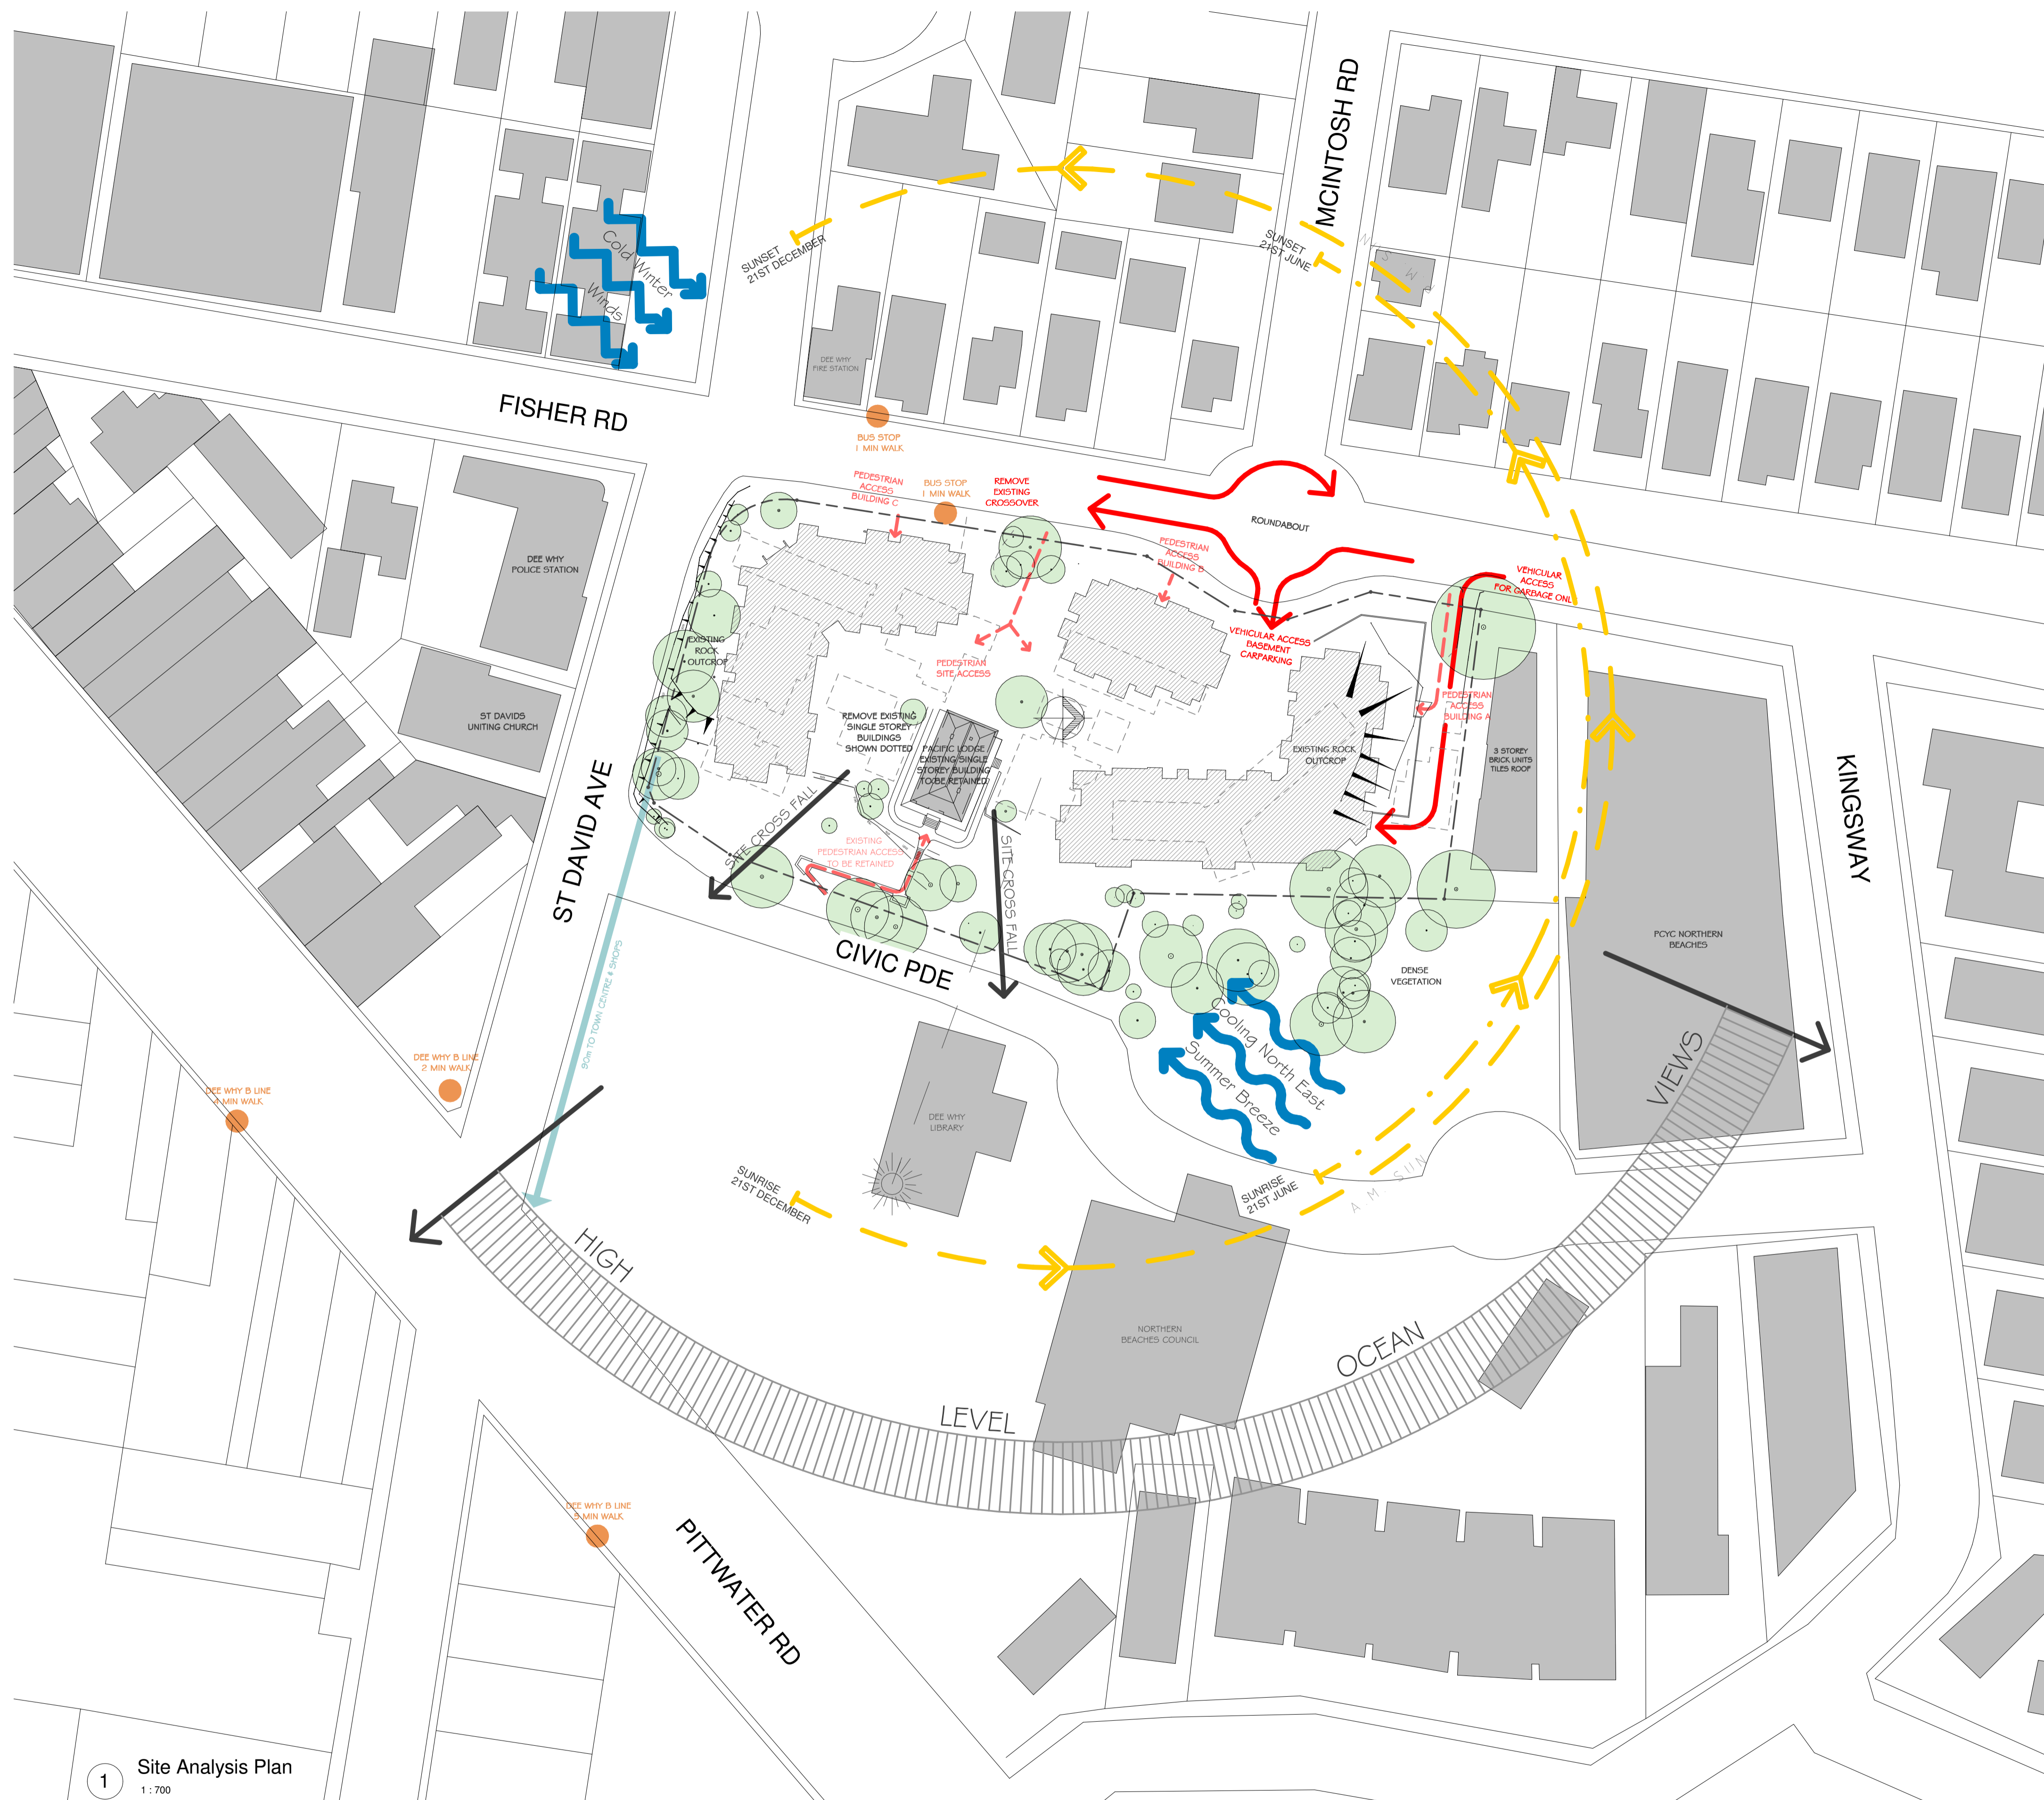 MCINTOSH RD
Cold Winter
Winds
SUNSET
21ST DECEMBER
SUNSET
21ST JUNE
DEE WHY
FIRE STATION
FISHER RD
BUS STOP
1 MIN WALK
PEDESTRIAN
ACCESS
BUILDING C
BUS STOP
1 MIN WALK
REMOVE
EXISTING
CROSSOVER
ROUNDABOUT
PEDESTRIAN
ACCESS
BUILDING B
VEHICULAR
ACCESS
FOR GARBAGE ONL
DEE WHY
POLICE STATION
EXISTING
ROCK
OUTCROP
PEDESTRIAN
SITE ACCESS
VEHICULAR ACCESS
BASEMENT
CARPARKING
PEDESTRIAN
ACCESS
BUILDING A
ST DAVIDS
UNITING CHURCH
REMOVE EXISTING
SINGLE STOREY
BUILDINGS
SHOWN DOTTED
PACIFIC LODGE
EXISTING SINGLE
STOREY BUILDING
TO BE RETAINED
EXISTING ROCK
OUTCROP
3 STOREY
BRICK UNITS
TILES ROOF
KINGSWAY
ST DAVID AVE
SITE CROSS FALL
EXISTING
PEDESTRIAN ACCESS
TO BE RETAINED
SITE CROSS FALL
CIVIC PDE
PCYC NORTHERN
BEACHES
DENSE
VEGETATION
90m TO TOWN CENTRE & SHOPS
Cooling North East
Summer Breeze
DEE WHY B LINE
2 MIN WALK
DEE WHY B LINE
4 MIN WALK
DEE WHY
LIBRARY
SUNRISE
21ST DECEMBER
SUNRISE
21ST JUNE
AM SUN
HIGH
LEVEL
OCEAN
VIEWS
NORTHERN
BEACHES COUNCIL
DEE WHY B LINE
5 MIN WALK
PITTWATER RD
1
Site Analysis Plan
1 : 700